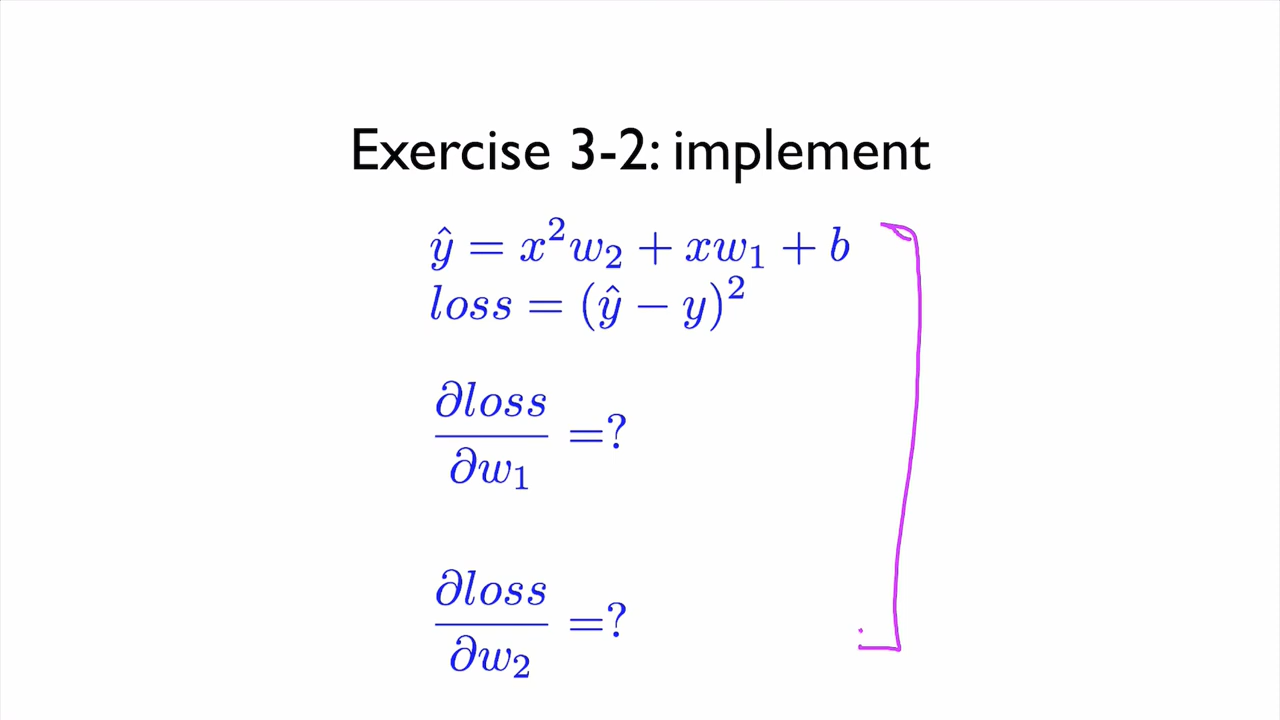 Exercise 3-2: implement
ŷ = x²w₂ + xw₁ + b
loss = (ŷ − y)²
∂loss/∂w₁ =?
∂loss/∂w₂ =?